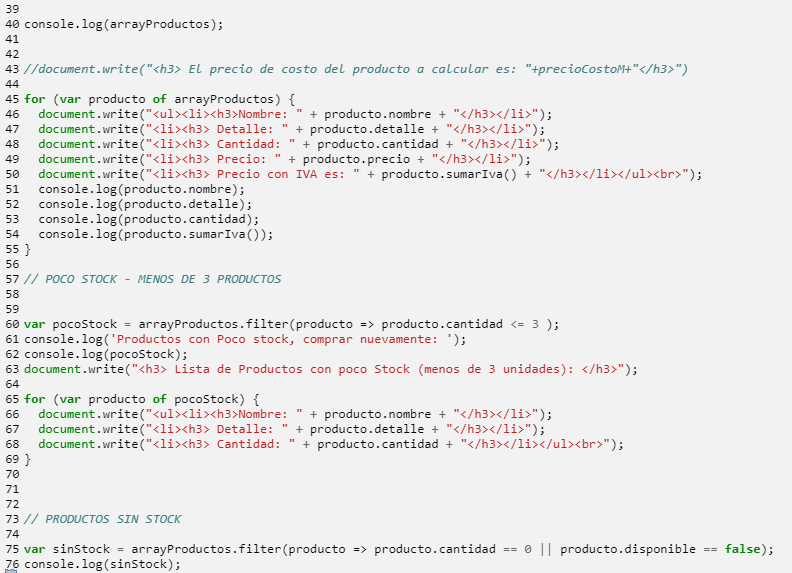 39
40 console.log(arrayProductos);
41
42
43 //document.write("<h3> El precio de costo del producto a calcular es: "+precioCostoM+"</h3>")
44
45 for (var producto of arrayProductos) {
46   document.write("<ul><li><h3>Nombre: " + producto.nombre + "</h3></li>");
47   document.write("<li><h3> Detalle: " + producto.detalle + "</h3></li>");
48   document.write("<li><h3> Cantidad: " + producto.cantidad + "</h3></li>");
49   document.write("<li><h3> Precio: " + producto.precio + "</h3></li>");
50   document.write("<li><h3> Precio con IVA es: " + producto.sumarIva() + "</h3></li></ul><br>");
51   console.log(producto.nombre);
52   console.log(producto.detalle);
53   console.log(producto.cantidad);
54   console.log(producto.sumarIva());
55 }
56
57 // POCO STOCK - MENOS DE 3 PRODUCTOS
58
59
60 var pocoStock = arrayProductos.filter(producto => producto.cantidad <= 3 );
61 console.log('Productos con Poco stock, comprar nuevamente: ');
62 console.log(pocoStock);
63 document.write("<h3> Lista de Productos con poco Stock (menos de 3 unidades): </h3>");
64
65 for (var producto of pocoStock) {
66   document.write("<ul><li><h3>Nombre: " + producto.nombre + "</h3></li>");
67   document.write("<li><h3> Detalle: " + producto.detalle + "</h3></li>");
68   document.write("<li><h3> Cantidad: " + producto.cantidad + "</h3></li></ul><br>");
69 }
70
71
72
73 // PRODUCTOS SIN STOCK
74
75 var sinStock = arrayProductos.filter(producto => producto.cantidad == 0 || producto.disponible == false);
76 console.log(sinStock);